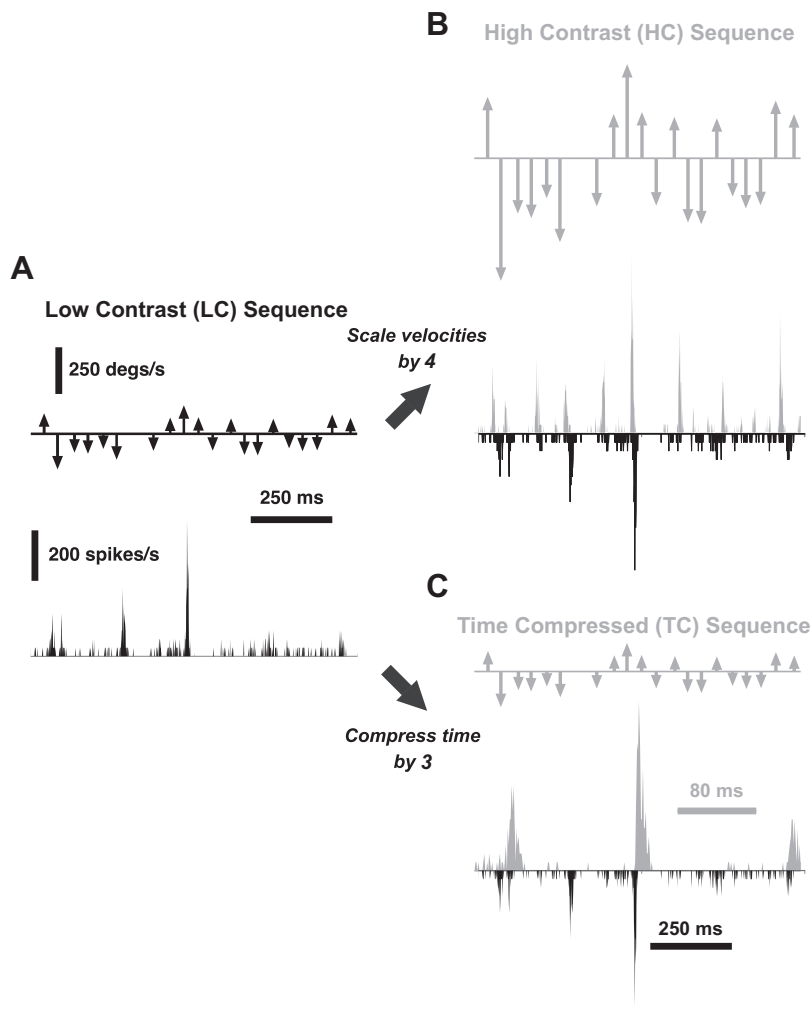 B
High Contrast (HC) Sequence
A
Low Contrast (LC) Sequence
250 degs/s
Scale velocities
by 4
250 ms
200 spikes/s
C
Time Compressed (TC) Sequence
Compress time
by 3
80 ms
250 ms